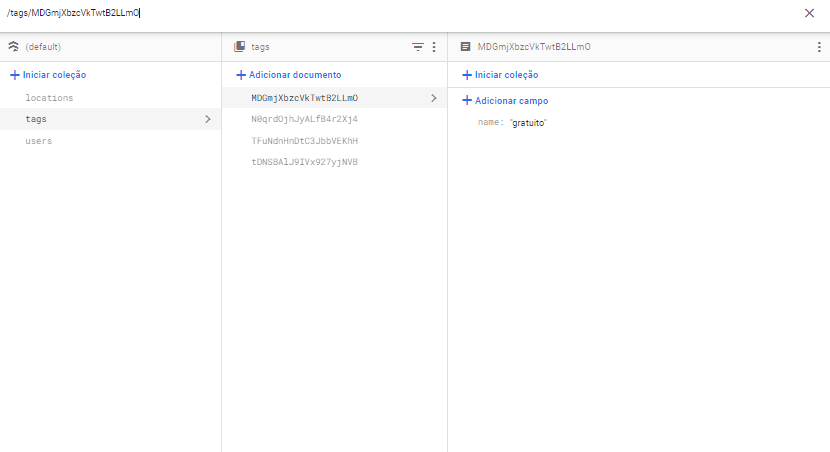 /tags/MDGmjXbzcVkTwtB2LLmO
(default)
tags
MDGmjXbzcVkTwtB2LLmO
Iniciar coleção
Adicionar documento
Iniciar coleção
locations
tags
users
MDGmjXbzcVkTwtB2LLmO
N0qrdOjhJyALfB4r2Xj4
TFuNdnHnDtC3JbbVEKhH
tDNSBAlJ9IVx927yjNVB
Adicionar campo
name: "gratuito"